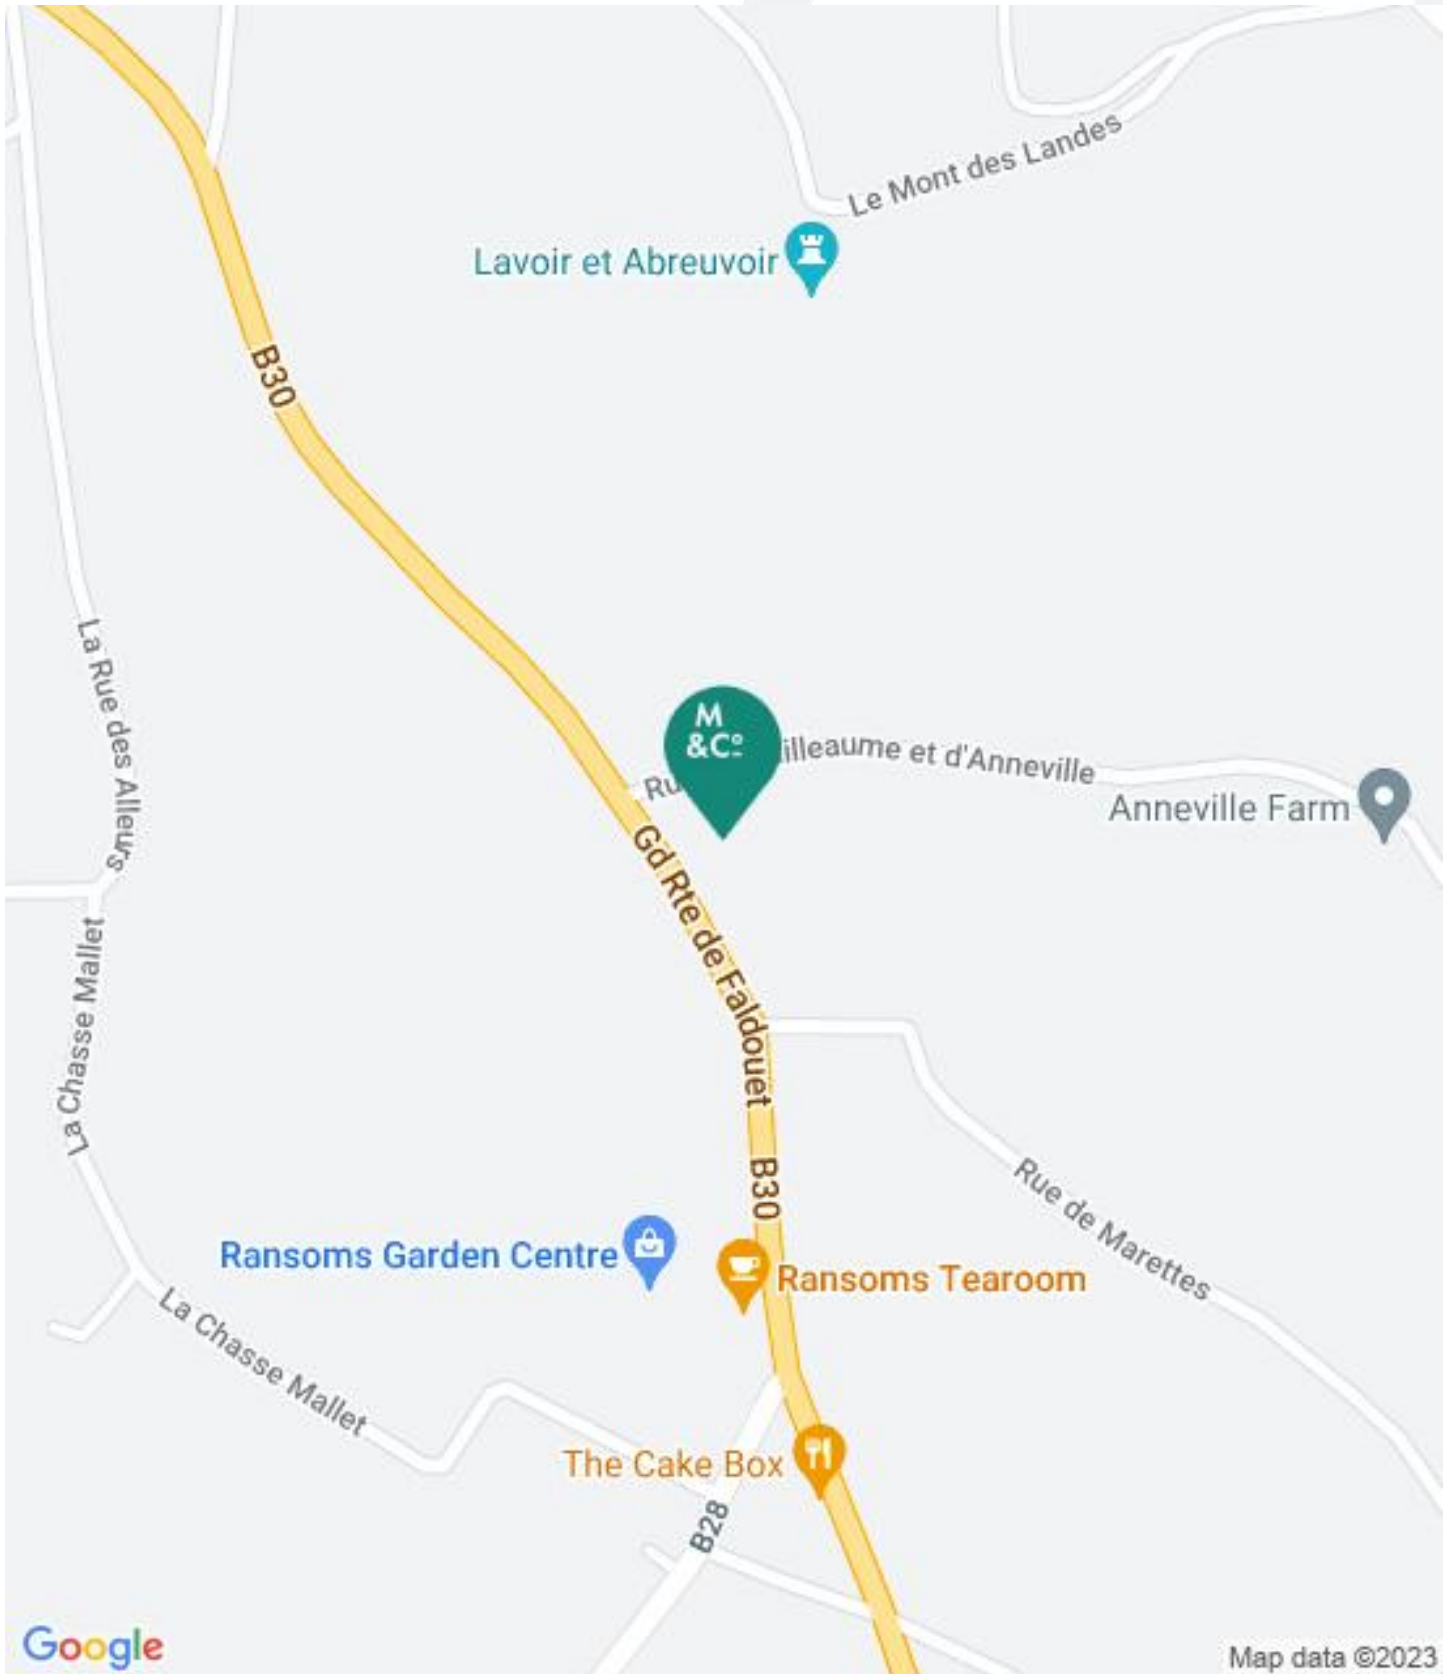 Le Mont des Landes
Lavoir et Abreuvoir
B30
La Rue des Alleurs
M
&Co
illeaume et d'Anneville
Anneville Farm
Gd Rte de Faldouet
La Chasse Mallet
B30
Rue de Marettes
Ransoms Garden Centre
Ransoms Tearoom
La Chasse Mallet
The Cake Box
B28
Google
Map data ©2023